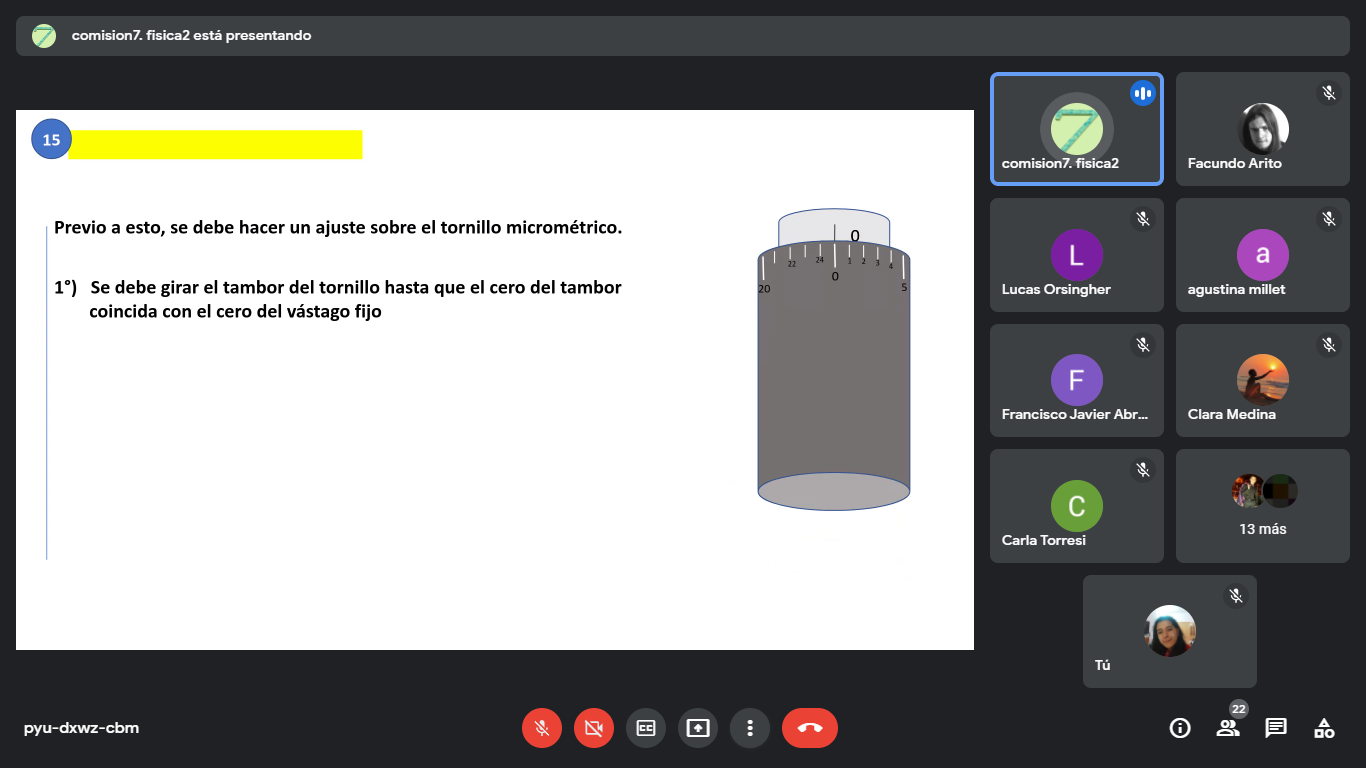 comision7. fisica2 está presentando
15
Previo a esto, se debe hacer un ajuste sobre el tornillo micrométrico.
1°) Se debe girar el tambor del tornillo hasta que el cero del tambor
coincida con el cero del vástago fijo
0
20 22 24 0 1 2 3 4 5
comision7. fisica2
Facundo Arito
L
Lucas Orsingher
a
agustina millet
F
Francisco Javier Abr...
Clara Medina
C
Carla Torresi
13 más
Tú
pyu-dxwz-cbm
CC
22